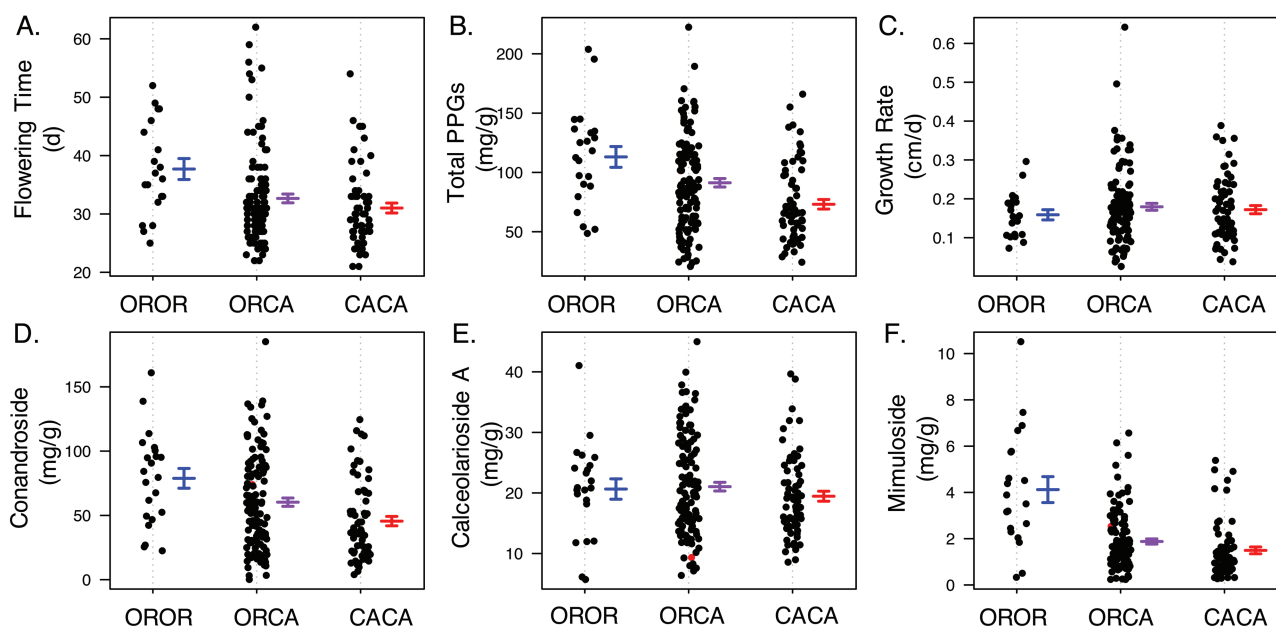 A.
Flowering Time
(d)
60
50
40
30
20
OROR
ORCA
CACA
B.
Total PPGs
(mg/g)
200
150
100
50
OROR
ORCA
CACA
C.
Growth Rate
(cm/d)
0.6
0.5
0.4
0.3
0.2
0.1
OROR
ORCA
CACA
D.
Conandroside
(mg/g)
150
100
50
0
OROR
ORCA
CACA
E.
Calceolarioside A
(mg/g)
40
30
20
10
OROR
ORCA
CACA
F.
Mimuloside
(mg/g)
10
8
6
4
2
0
OROR
ORCA
CACA